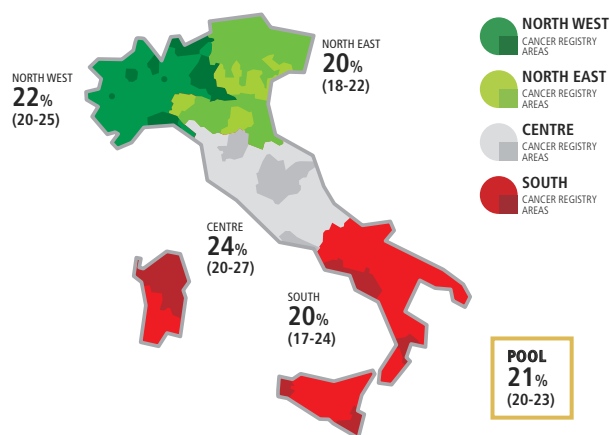 NORTH WEST
22%
(20-25)
NORTH EAST
20%
(18-22)
CENTRE
24%
(20-27)
SOUTH
20%
(17-24)
NORTH WEST
CANCER REGISTRY
AREAS
NORTH EAST
CANCER REGISTRY
AREAS
CENTRE
CANCER REGISTRY
AREAS
SOUTH
CANCER REGISTRY
AREAS
POOL
21%
(20-23)